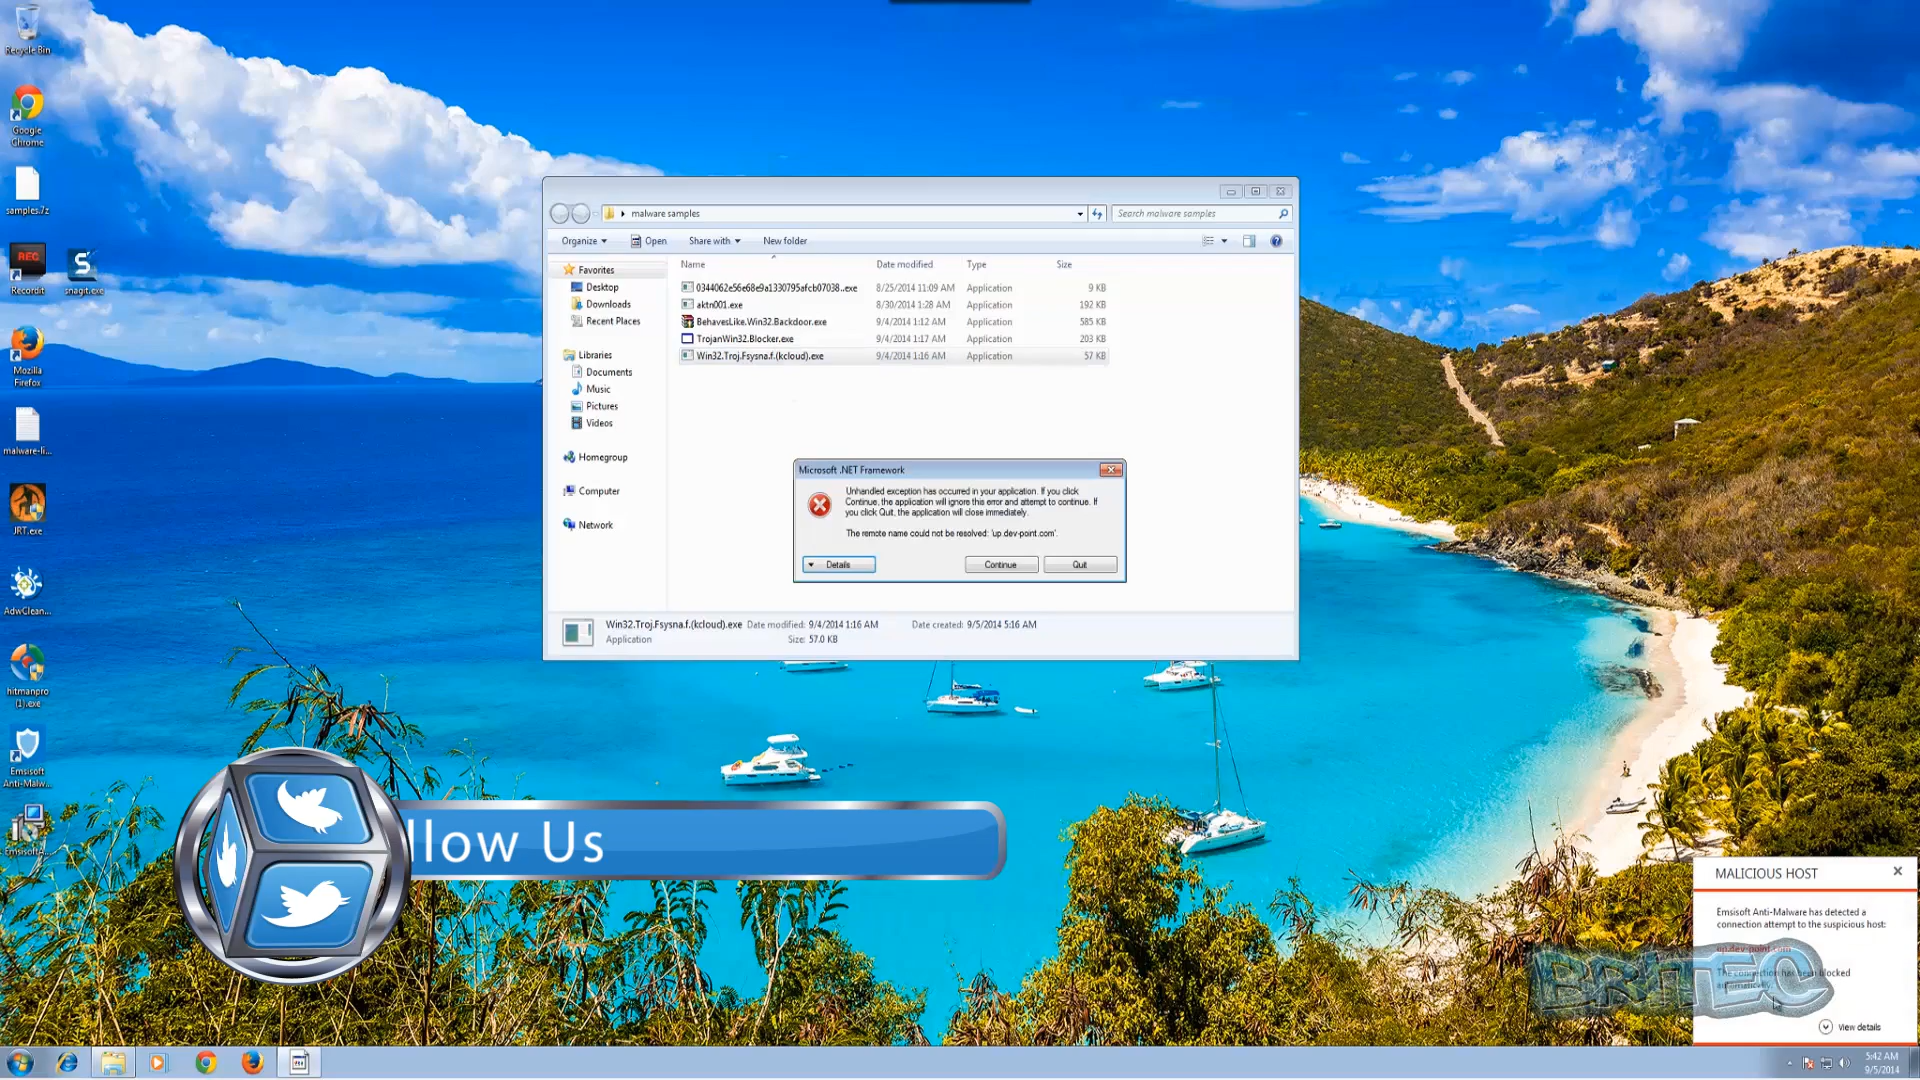 Recycle Bin
Google Chrome
samples.7z
REC
Recordit
S
snagit.exe
Mozilla Firefox
malware-li...
JRT.exe
AdwClean...
hitmanpro (1).exe
Emsisoft Anti-Malw...
EmsisoftA...
malware samples
Search malware samples
Organize
Open
Share with
New folder
Name
Date modified
Type
Size
Favorites
Desktop
Downloads
Recent Places
Libraries
Documents
Music
Pictures
Videos
Homegroup
Computer
Network
0344062e56e68e9a1330795afcb07038...exe 8/25/2014 11:09 AM Application 9 KB
aktn001.exe 8/30/2014 1:28 AM Application 192 KB
BehavesLike.Win32.Backdoor.exe 9/4/2014 1:12 AM Application 585 KB
TrojanWin32.Blocker.exe 9/4/2014 1:17 AM Application 203 KB
Win32.Troj.Fsysna.f.(kcloud).exe 9/4/2014 1:16 AM Application 57 KB
Microsoft .NET Framework
Unhandled exception has occurred in your application. If you click
Continue, the application will ignore this error and attempt to continue. If
you click Quit, the application will close immediately.
The remote name could not be resolved: 'up.dev-point.com'.
Details
Continue
Quit
Win32.Troj.Fsysna.f.(kcloud).exe Date modified: 9/4/2014 1:16 AM Date created: 9/5/2014 5:16 AM
Application Size: 57.0 KB
llow Us
MALICIOUS HOST
Emsisoft Anti-Malware has detected a
connection attempt to the suspicious host:
up.dev-point.com
The connection has been blocked
automatically.
BRITEC
View details
5:42 AM
9/5/2014